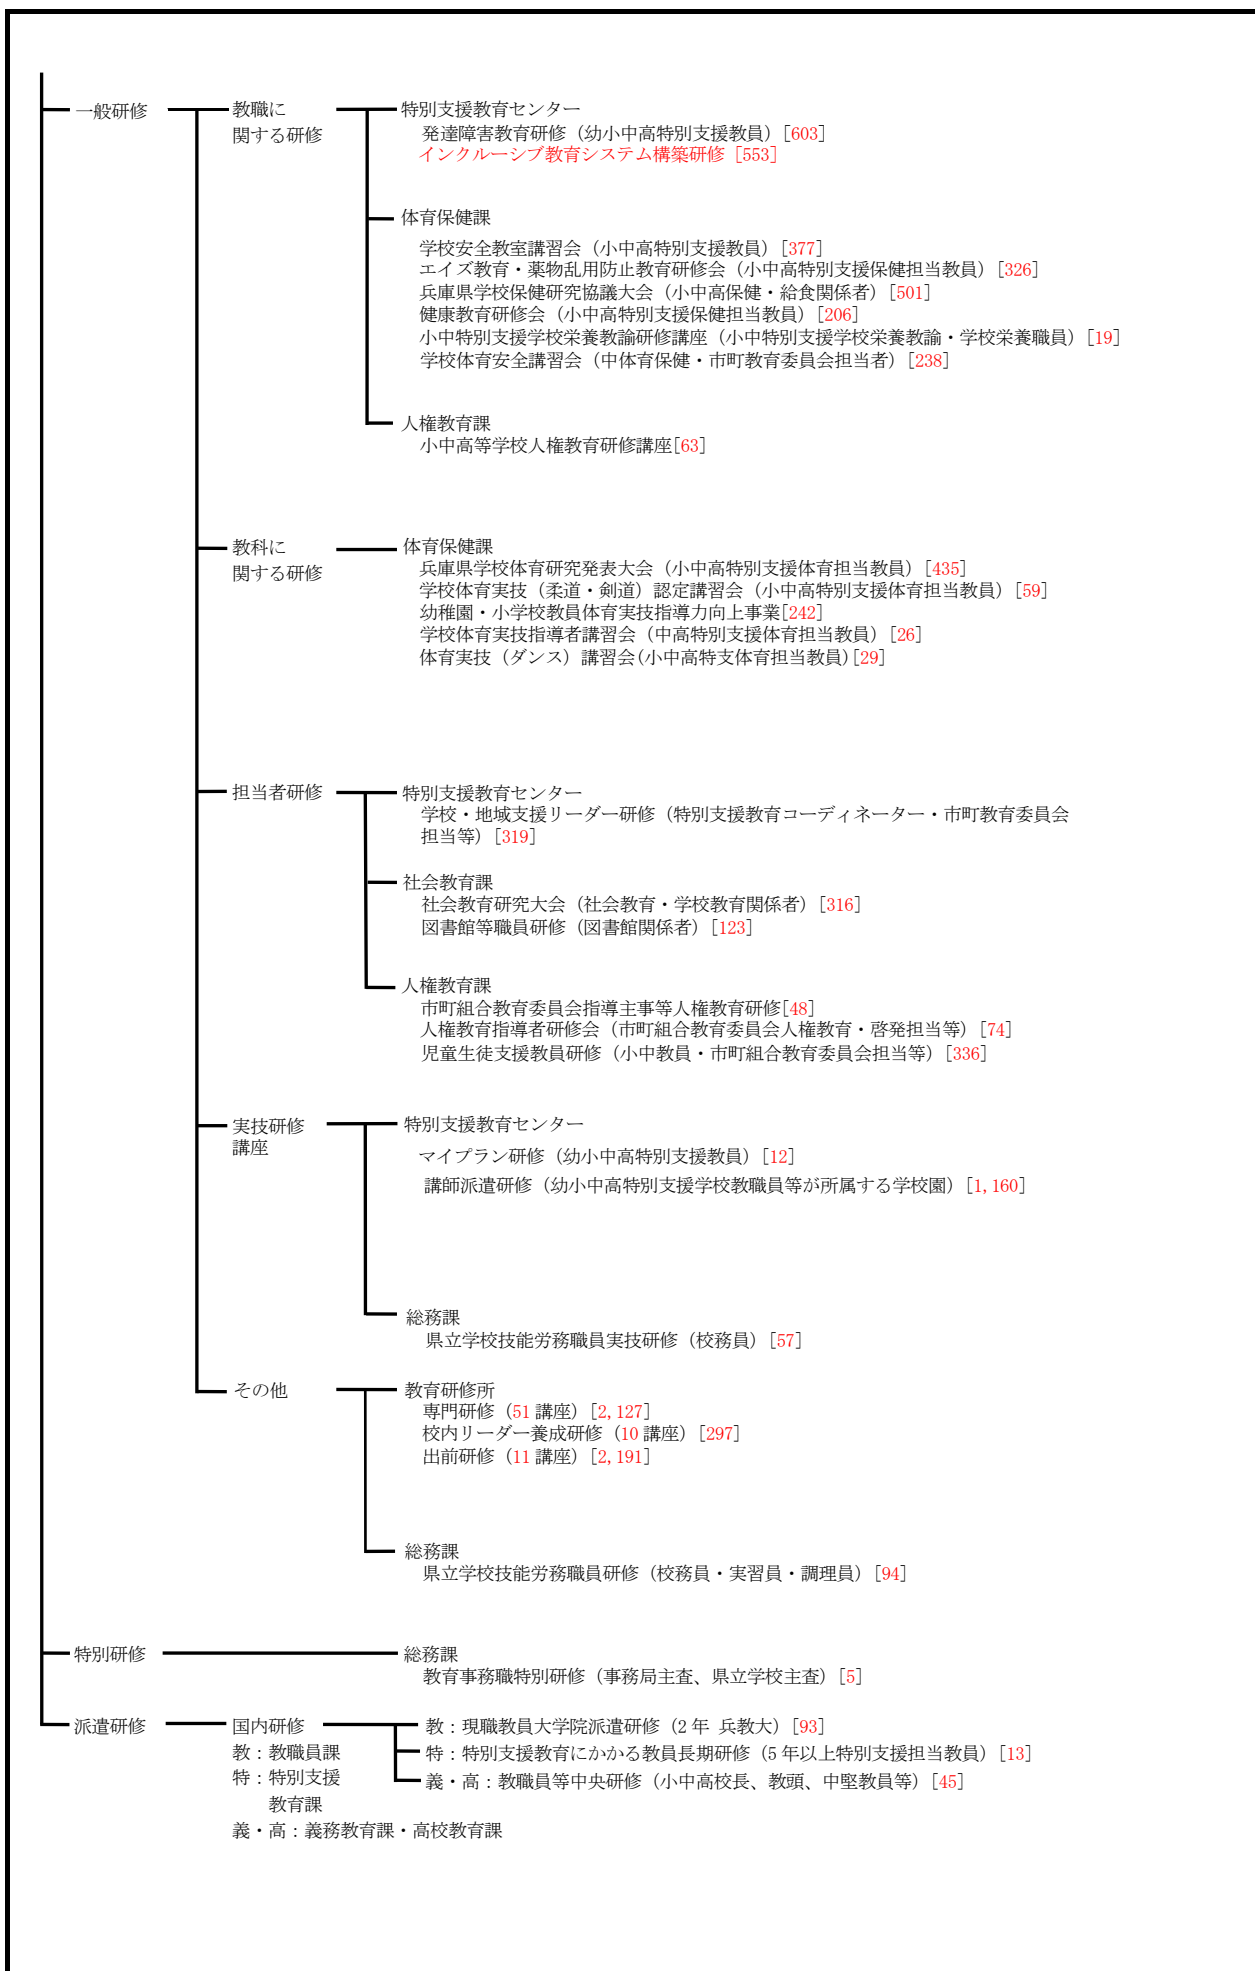 一般研修
教職に
関する研修
特別支援教育センター
発達障害教育研修（幼小中高特別支援教員）[603]
インクルーシブ教育システム構築研修 [553]
体育保健課
学校安全教室講習会（小中高特別支援教員）[377]
エイズ教育・薬物乱用防止教育研修会（小中高特別支援保健担当教員）[326]
兵庫県学校保健研究協議大会（小中高保健・給食関係者）[501]
健康教育研修会（小中高特別支援保健担当教員）[206]
小中特別支援学校栄養教諭研修講座（小中特別支援学校栄養教諭・学校栄養職員）[19]
学校体育安全講習会（中体育保健・市町教育委員会担当者）[238]
人権教育課
小中高等学校人権教育研修講座[63]
教科に
関する研修
体育保健課
兵庫県学校体育研究発表大会（小中高特別支援体育担当教員）[435]
学校体育実技（柔道・剣道）認定講習会（小中高特別支援体育担当教員）[59]
幼稚園・小学校教員体育実技指導力向上事業[242]
学校体育実技指導者講習会（中高特別支援体育担当教員）[26]
体育実技（ダンス）講習会(小中高特支体育担当教員)[29]
担当者研修
特別支援教育センター
学校・地域支援リーダー研修（特別支援教育コーディネーター・市町教育委員会
担当等）[319]
社会教育課
社会教育研究大会（社会教育・学校教育関係者）[316]
図書館等職員研修（図書館関係者）[123]
人権教育課
市町組合教育委員会指導主事等人権教育研修[48]
人権教育指導者研修会（市町組合教育委員会人権教育・啓発担当等）[74]
児童生徒支援教員研修（小中教員・市町組合教育委員会担当等）[336]
実技研修
講座
特別支援教育センター
マイプラン研修（幼小中高特別支援教員）[12]
講師派遣研修（幼小中高特別支援学校教職員等が所属する学校園）[1,160]
総務課
県立学校技能労務職員実技研修（校務員）[57]
その他
教育研修所
専門研修（51 講座）[2,127]
校内リーダー養成研修（10 講座）[297]
出前研修（11 講座）[2,191]
総務課
県立学校技能労務職員研修（校務員・実習員・調理員）[94]
特別研修
総務課
教育事務職特別研修（事務局主査、県立学校主査）[5]
派遣研修
国内研修
教：現職教員大学院派遣研修（2 年 兵教大）[93]
教：教職員課
特：特別支援教育にかかる教員長期研修（5 年以上特別支援担当教員）[13]
特：特別支援
義・高：教職員等中央研修（小中高校長、教頭、中堅教員等）[45]
教育課
義・高：義務教育課・高校教育課